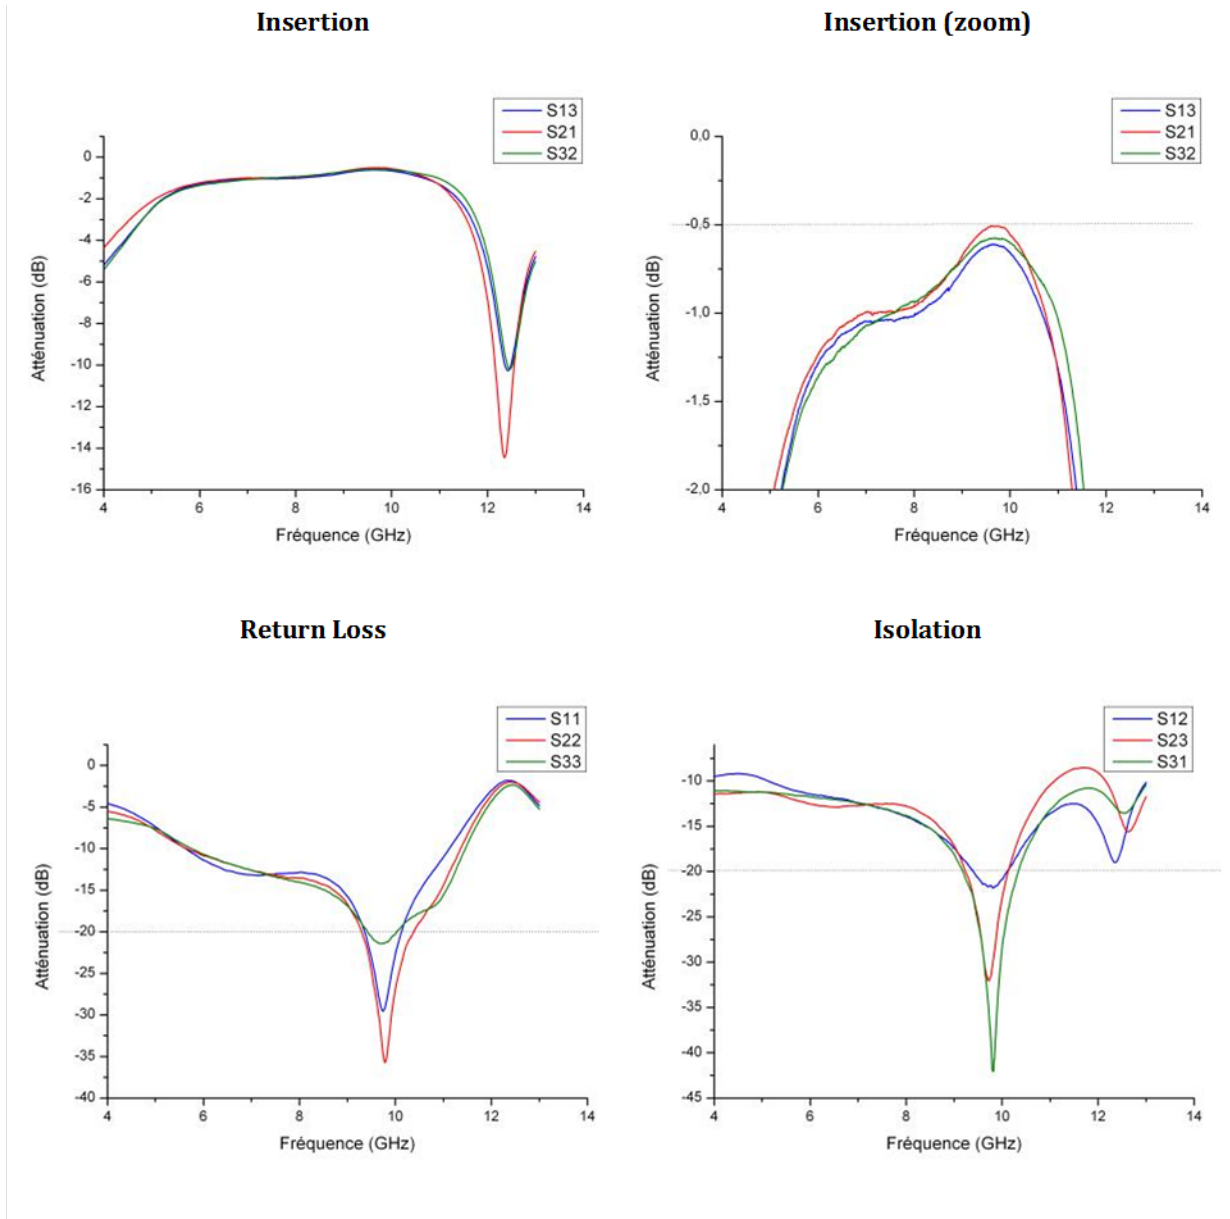 Insertion
S13
S21
S32
0
-2
-4
-6
-8
-10
-12
-14
-16
Atténuation (dB)
4 6 8 10 12 14
Fréquence (GHz)
Insertion (zoom)
S13
S21
S32
0,0
-0,5
-1,0
-1,5
-2,0
Atténuation (dB)
4 6 8 10 12 14
Fréquence (GHz)
Return Loss
S11
S22
S33
0
-5
-10
-15
-20
-25
-30
-35
-40
Atténuation (dB)
4 6 8 10 12 14
Fréquence (GHz)
Isolation
S12
S23
S31
-10
-15
-20
-25
-30
-35
-40
-45
Atténuation (dB)
4 6 8 10 12 14
Fréquence (GHz)